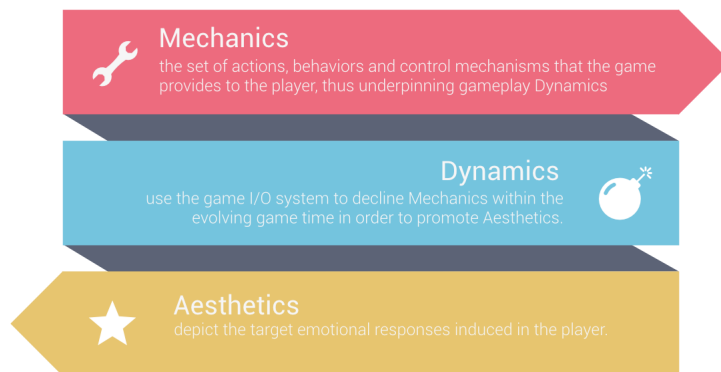 Mechanics
the set of actions, behaviors and control mechanisms that the game
provides to the player, thus underpinning gameplay Dynamics
Dynamics
use the game I/O system to decline Mechanics within the
evolving game time in order to promote Aesthetics.
Aesthetics
depict the target emotional responses induced in the player.